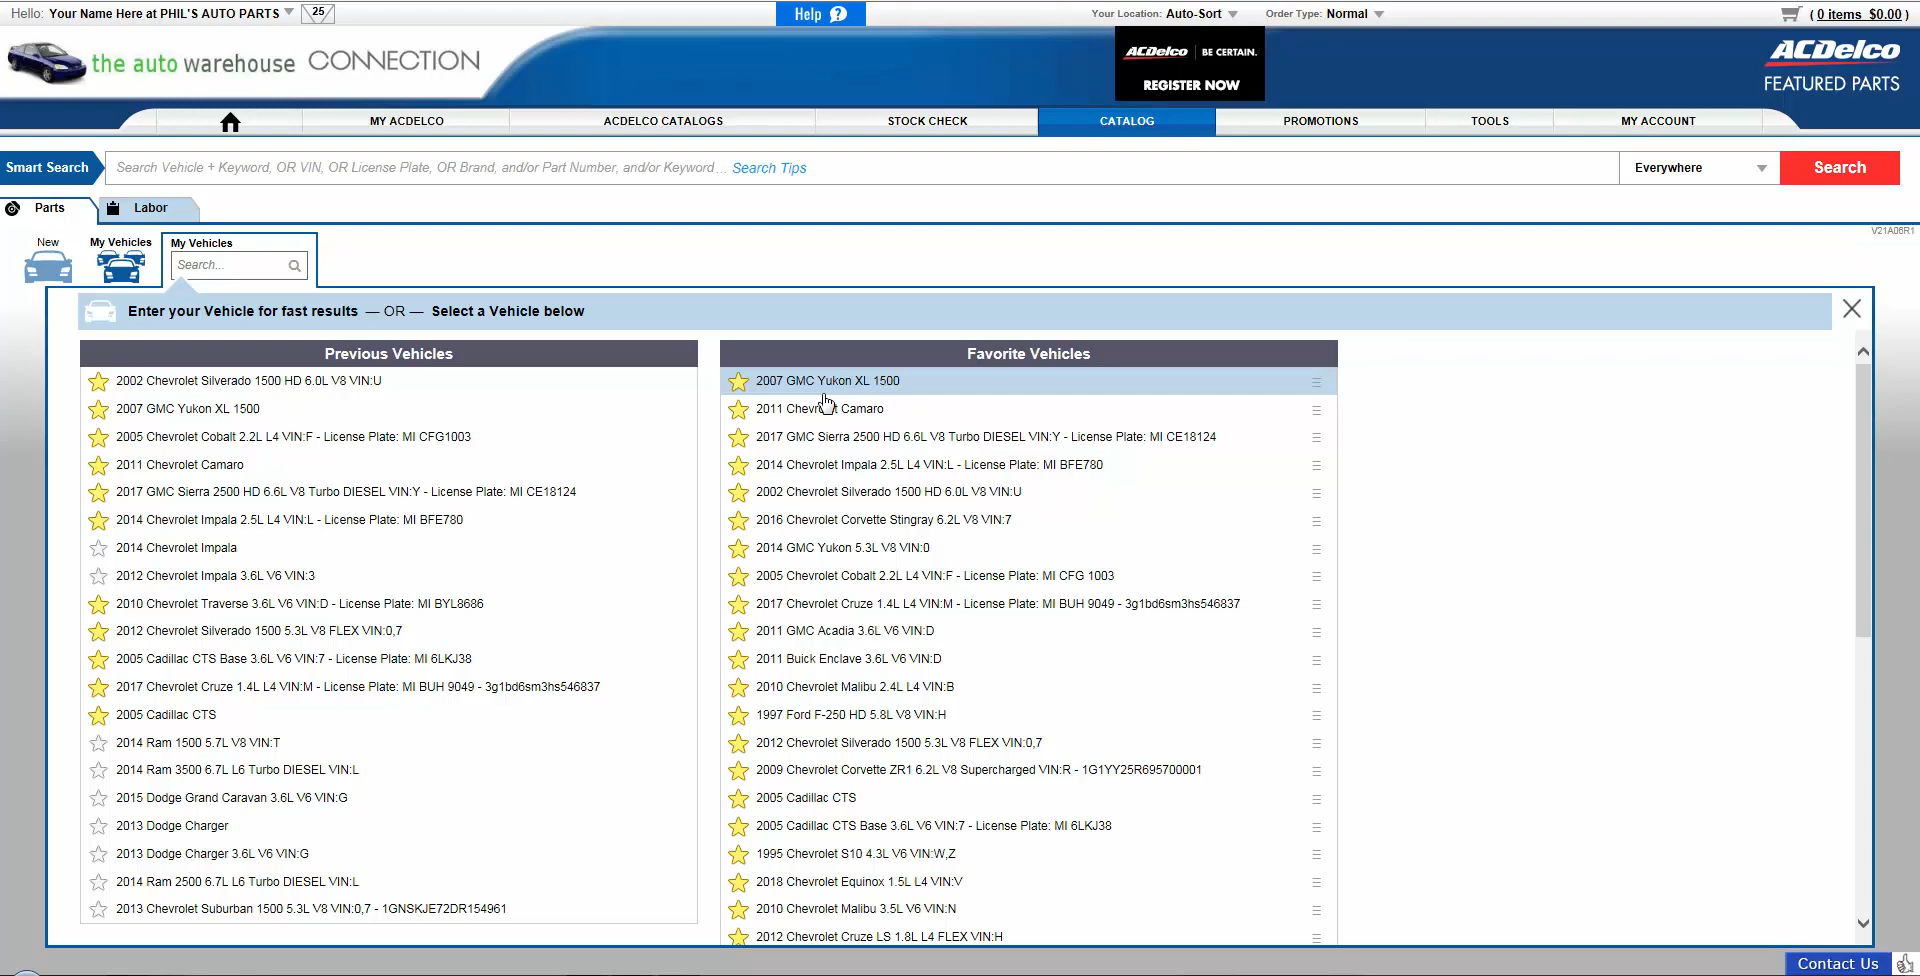 Hello: Your Name Here at PHIL'S AUTO PARTS 25 Help ? Your Location: Auto-Sort Order Type: Normal ( 0 items $0.00 )
the auto warehouse CONNECTION
ACDelco BE CERTAIN.
REGISTER NOW
ACDelco
FEATURED PARTS
MY ACDELCO ACDELCO CATALOGS STOCK CHECK CATALOG PROMOTIONS TOOLS MY ACCOUNT
Smart Search Search Vehicle + Keyword, OR VIN, OR License Plate, OR Brand, and/or Part Number, and/or Keyword... Search Tips Everywhere Search
Parts Labor
V21A06R1
New My Vehicles My Vehicles
Search...
Enter your Vehicle for fast results — OR — Select a Vehicle below
Previous Vehicles
2002 Chevrolet Silverado 1500 HD 6.0L V8 VIN:U
2007 GMC Yukon XL 1500
2005 Chevrolet Cobalt 2.2L L4 VIN:F - License Plate: MI CFG1003
2011 Chevrolet Camaro
2017 GMC Sierra 2500 HD 6.6L V8 Turbo DIESEL VIN:Y - License Plate: MI CE18124
2014 Chevrolet Impala 2.5L L4 VIN:L - License Plate: MI BFE780
2014 Chevrolet Impala
2012 Chevrolet Impala 3.6L V6 VIN:3
2010 Chevrolet Traverse 3.6L V6 VIN:D - License Plate: MI BYL8686
2012 Chevrolet Silverado 1500 5.3L V8 FLEX VIN:0,7
2005 Cadillac CTS Base 3.6L V6 VIN:7 - License Plate: MI 6LKJ38
2017 Chevrolet Cruze 1.4L L4 VIN:M - License Plate: MI BUH 9049 - 3g1bd6sm3hs546837
2005 Cadillac CTS
2014 Ram 1500 5.7L V8 VIN:T
2014 Ram 3500 6.7L L6 Turbo DIESEL VIN:L
2015 Dodge Grand Caravan 3.6L V6 VIN:G
2013 Dodge Charger
2013 Dodge Charger 3.6L V6 VIN:G
2014 Ram 2500 6.7L L6 Turbo DIESEL VIN:L
2013 Chevrolet Suburban 1500 5.3L V8 VIN:0,7 - 1GNSKJE72DR154961
Favorite Vehicles
2007 GMC Yukon XL 1500
2011 Chevrolet Camaro
2017 GMC Sierra 2500 HD 6.6L V8 Turbo DIESEL VIN:Y - License Plate: MI CE18124
2014 Chevrolet Impala 2.5L L4 VIN:L - License Plate: MI BFE780
2002 Chevrolet Silverado 1500 HD 6.0L V8 VIN:U
2016 Chevrolet Corvette Stingray 6.2L V8 VIN:7
2014 GMC Yukon 5.3L V8 VIN:0
2005 Chevrolet Cobalt 2.2L L4 VIN:F - License Plate: MI CFG 1003
2017 Chevrolet Cruze 1.4L L4 VIN:M - License Plate: MI BUH 9049 - 3g1bd6sm3hs546837
2011 GMC Acadia 3.6L V6 VIN:D
2011 Buick Enclave 3.6L V6 VIN:D
2010 Chevrolet Malibu 2.4L L4 VIN:B
1997 Ford F-250 HD 5.8L V8 VIN:H
2012 Chevrolet Silverado 1500 5.3L V8 FLEX VIN:0,7
2009 Chevrolet Corvette ZR1 6.2L V8 Supercharged VIN:R - 1G1YY25R695700001
2005 Cadillac CTS
2005 Cadillac CTS Base 3.6L V6 VIN:7 - License Plate: MI 6LKJ38
1995 Chevrolet S10 4.3L V6 VIN:W,Z
2018 Chevrolet Equinox 1.5L L4 VIN:V
2010 Chevrolet Malibu 3.5L V6 VIN:N
2012 Chevrolet Cruze LS 1.8L L4 FLEX VIN:H
Contact Us